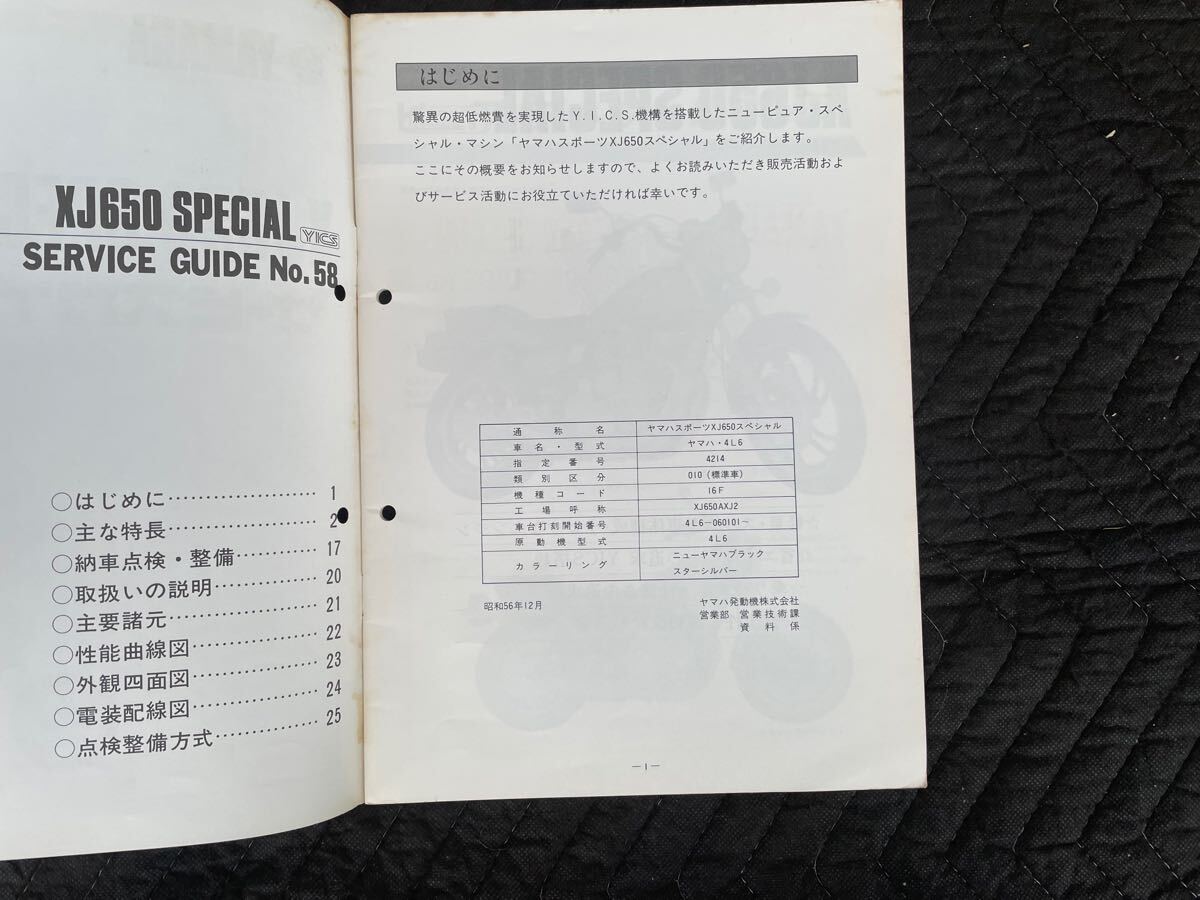 XJ650 SPECIAL YICS
SERVICE GUIDE No.58
○はじめに……………………1
○主な特長……………………2
○納車点検・整備……………17
○取扱いの説明………………20
○主要諸元……………………21
○性能曲線図…………………22
○外観四面図…………………23
○電装配線図…………………24
○点検整備方式………………25
はじめに
驚異の超低燃費を実現したY.I.C.S.機構を搭載したニューピュア・スペ
シャル・マシン「ヤマハスポーツXJ650スペシャル」をご紹介します。
ここにその概要をお知らせしますので、よくお読みいただき販売活動およ
びサービス活動にお役立ていただければ幸いです。
通称名 ヤマハスポーツXJ650スペシャル
車名・型式 ヤマハ・4L6
指定番号 4214
類別区分 010(標準車)
機種コード 16F
工場呼称 XJ650AXJ2
車台打刻開始番号 4L6-060101~
原動機型式 4L6
カラーリング ニューヤマハブラック
スターシルバー
昭和56年12月
ヤマハ発動機株式会社
営業部 営業技術課
資料係
—1—